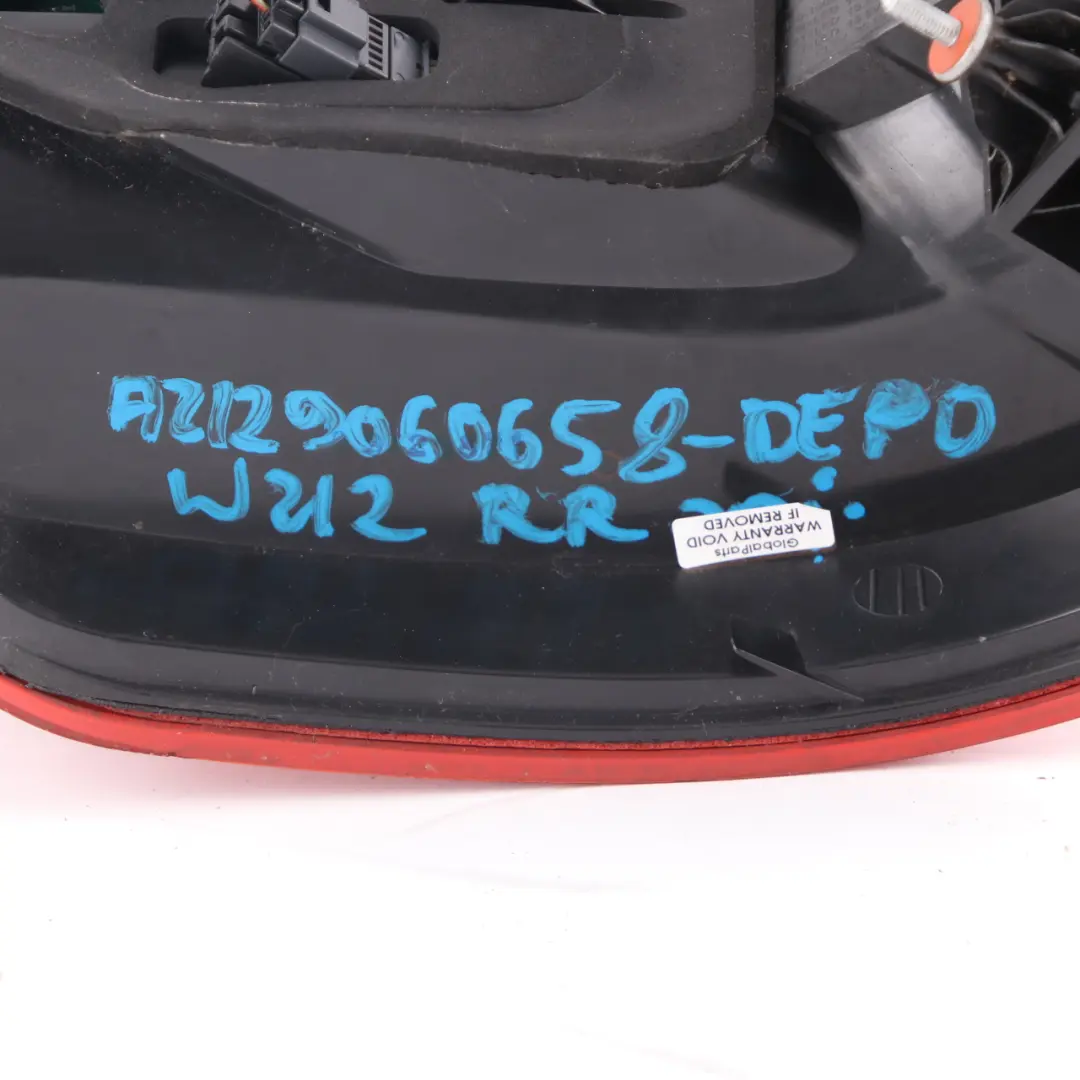 A2129060658-DEPO
W212 RR
GlobalParts
WARRANTY VOID
IF REMOVED